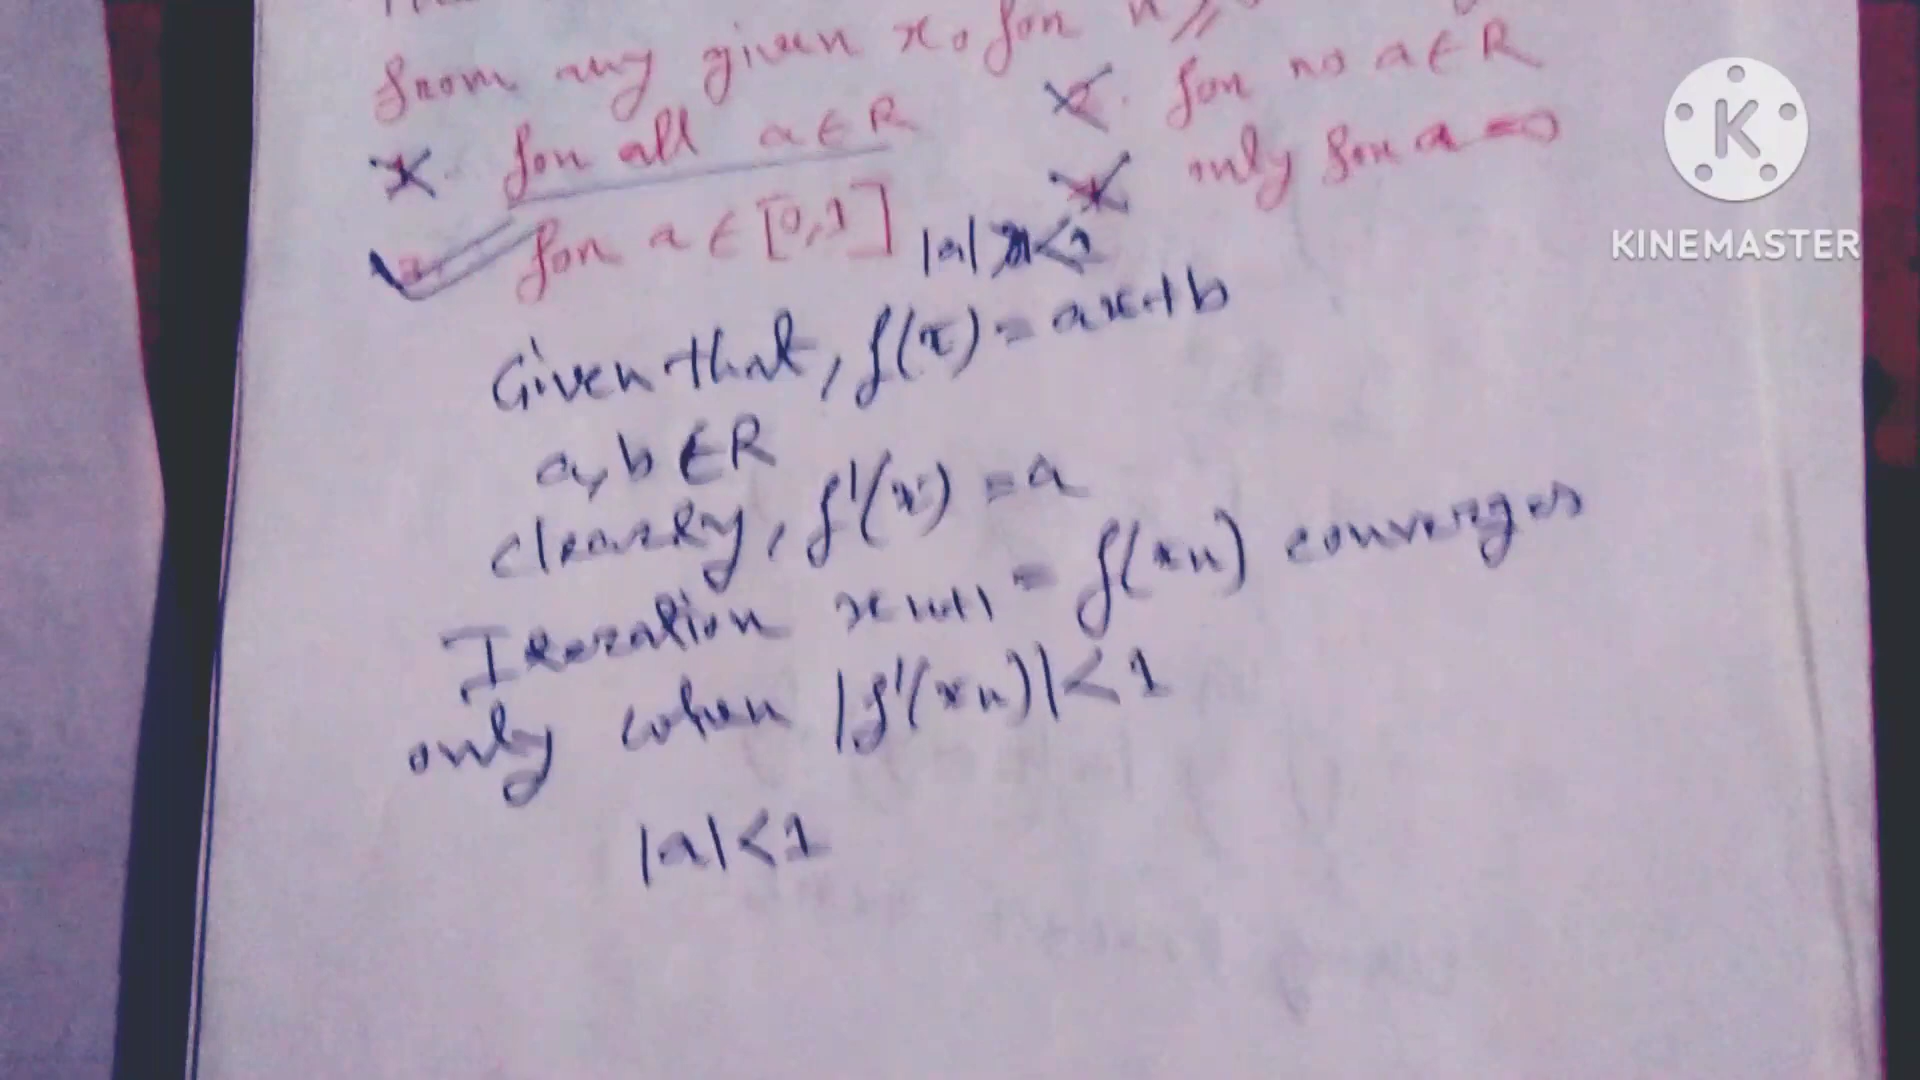 from any given x₀ for n ≥
for all a ∈ R
for no a ∈ R
only for a = 0
for a ∈ [0,1] |a| < 1
Given that, f(x) = ax + b
a, b ∈ R
clearly, f'(x) = a
Iteration xn+1 = f(xn) converges
only when |f'(xn)| < 1
|a| < 1
K
KINEMASTER